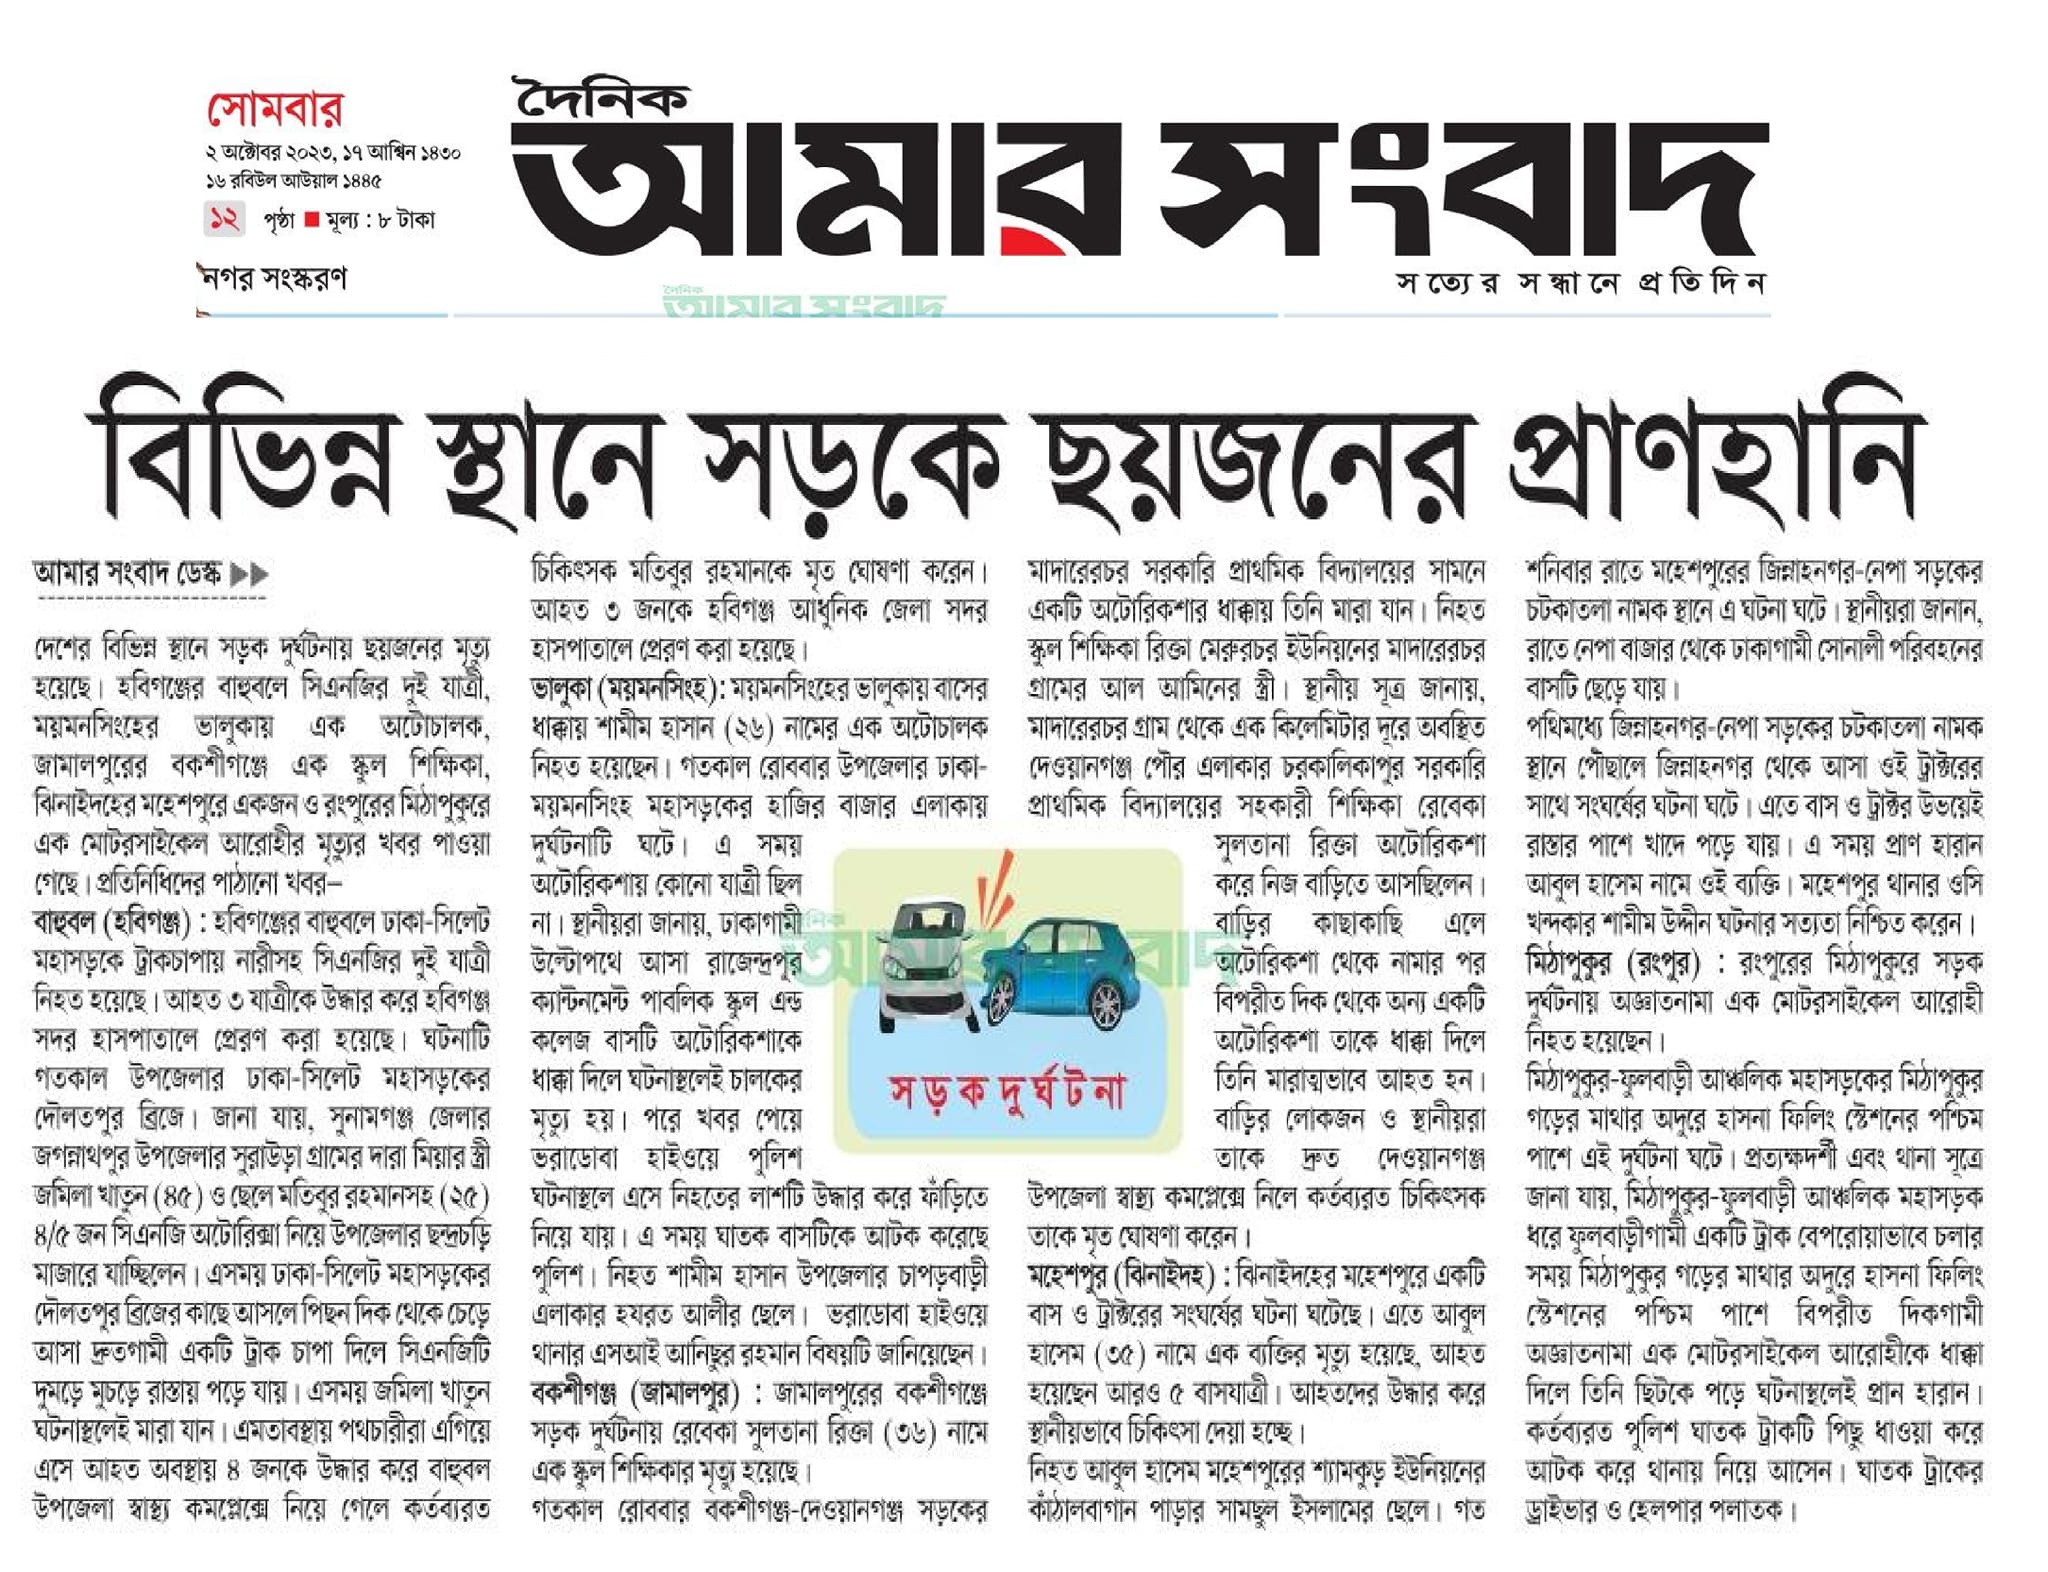 সোমবার
২ অক্টোবর ২০২৩, ১৭ আশ্বিন ১৪৩০
১৬ রবিউল আউয়াল ১৪৪৫
১২ পৃষ্ঠা ■ মূল্য : ৮ টাকা
নগর সংস্করণ
দৈনিক
আমার সংবাদ
সত্যের সন্ধানে প্রতিদিন
দৈনিক
আমার সংবাদ
বিভিন্ন স্থানে সড়কে ছয়জনের প্রাণহানি
আমার সংবাদ ডেস্ক
দেশের বিভিন্ন স্থানে সড়ক দুর্ঘটনায় ছয়জনের মৃত্যু
হয়েছে। হবিগঞ্জের বাহুবলে সিএনজির দুই যাত্রী,
ময়মনসিংহের ভালুকায় এক অটোচালক,
জামালপুরের বকশীগঞ্জে এক স্কুল শিক্ষিকা,
ঝিনাইদহের মহেশপুরে একজন ও রংপুরের মিঠাপুকুরে
এক মোটরসাইকেল আরোহীর মৃত্যুর খবর পাওয়া
গেছে। প্রতিনিধিদের পাঠানো খবর—
বাহুবল (হবিগঞ্জ) : হবিগঞ্জের বাহুবলে ঢাকা-সিলেট
মহাসড়কে ট্রাকচাপায় নারীসহ সিএনজির দুই যাত্রী
নিহত হয়েছে। আহত ৩ যাত্রীকে উদ্ধার করে হবিগঞ্জ
সদর হাসপাতালে প্রেরণ করা হয়েছে। ঘটনাটি
গতকাল উপজেলার ঢাকা-সিলেট মহাসড়কের
দৌলতপুর ব্রিজে। জানা যায়, সুনামগঞ্জ জেলার
জগন্নাথপুর উপজেলার সুরাউড়া গ্রামের দারা মিয়ার স্ত্রী
জমিলা খাতুন (৪৫) ও ছেলে মতিবুর রহমানসহ (২৫)
৪/৫ জন সিএনজি অটোরিক্সা নিয়ে উপজেলার ছন্দ্রচড়ি
মাজারে যাচ্ছিলেন। এসময় ঢাকা-সিলেট মহাসড়কের
দৌলতপুর ব্রিজের কাছে আসলে পিছন দিক থেকে চেড়ে
আসা দ্রুতগামী একটি ট্রাক চাপা দিলে সিএনজিটি
দুমড়ে মুচড়ে রাস্তায় পড়ে যায়। এসময় জমিলা খাতুন
ঘটনাস্থলেই মারা যান। এমতাবস্থায় পথচারীরা এগিয়ে
এসে আহত অবস্থায় ৪ জনকে উদ্ধার করে বাহুবল
উপজেলা স্বাস্থ্য কমপ্লেক্সে নিয়ে গেলে কর্তব্যরত
চিকিৎসক মতিবুর রহমানকে মৃত ঘোষণা করেন।
আহত ৩ জনকে হবিগঞ্জ আধুনিক জেলা সদর
হাসপাতালে প্রেরণ করা হয়েছে।
ভালুকা (ময়মনসিংহ): ময়মনসিংহের ভালুকায় বাসের
ধাক্কায় শামীম হাসান (২৬) নামের এক অটোচালক
নিহত হয়েছেন। গতকাল রোববার উপজেলার ঢাকা-
ময়মনসিংহ মহাসড়কের হাজির বাজার এলাকায়
দুর্ঘটনাটি ঘটে। এ সময়
অটোরিকশায় কোনো যাত্রী ছিল
না। স্থানীয়রা জানায়, ঢাকাগামী
উল্টোপথে আসা রাজেন্দ্রপুর
ক্যান্টনমেন্ট পাবলিক স্কুল এন্ড
কলেজ বাসটি অটোরিকশাকে
ধাক্কা দিলে ঘটনাস্থলেই চালকের
মৃত্যু হয়। পরে খবর পেয়ে
ভরাডোবা হাইওয়ে পুলিশ
ঘটনাস্থলে এসে নিহতের লাশটি উদ্ধার করে ফাঁড়িতে
নিয়ে যায়। এ সময় ঘাতক বাসটিকে আটক করেছে
পুলিশ। নিহত শামীম হাসান উপজেলার চাপড়বাড়ী
এলাকার হযরত আলীর ছেলে। ভরাডোবা হাইওয়ে
থানার এসআই আনিছুর রহমান বিষয়টি জানিয়েছেন।
বকশীগঞ্জ (জামালপুর) : জামালপুরের বকশীগঞ্জে
সড়ক দুর্ঘটনায় রেবেকা সুলতানা রিক্তা (৩৬) নামে
এক স্কুল শিক্ষিকার মৃত্যু হয়েছে।
গতকাল রোববার বকশীগঞ্জ-দেওয়ানগঞ্জ সড়কের
মাদারেরচর সরকারি প্রাথমিক বিদ্যালয়ের সামনে
একটি অটোরিকশার ধাক্কায় তিনি মারা যান। নিহত
স্কুল শিক্ষিকা রিক্তা মেরুরচর ইউনিয়নের মাদারেরচর
গ্রামের আল আমিনের স্ত্রী। স্থানীয় সূত্র জানায়,
মাদারেরচর গ্রাম থেকে এক কিলেমিটার দূরে অবস্থিত
দেওয়ানগঞ্জ পৌর এলাকার চরকালিকাপুর সরকারি
প্রাথমিক বিদ্যালয়ের সহকারী শিক্ষিকা রেবেকা
সুলতানা রিক্তা অটোরিকশা
করে নিজ বাড়িতে আসছিলেন।
বাড়ির কাছাকাছি এলে
অটোরিকশা থেকে নামার পর
বিপরীত দিক থেকে অন্য একটি
অটোরিকশা তাকে ধাক্কা দিলে
তিনি মারাত্মভাবে আহত হন।
বাড়ির লোকজন ও স্থানীয়রা
তাকে দ্রুত দেওয়ানগঞ্জ
উপজেলা স্বাস্থ্য কমপ্লেক্সে নিলে কর্তব্যরত চিকিৎসক
তাকে মৃত ঘোষণা করেন।
মহেশপুর (ঝিনাইদহ) : ঝিনাইদহের মহেশপুরে একটি
বাস ও ট্রাক্টরের সংঘর্ষের ঘটনা ঘটেছে। এতে আবুল
হাসেম (৩৫) নামে এক ব্যক্তির মৃত্যু হয়েছে, আহত
হয়েছেন আরও ৫ বাসযাত্রী। আহতদের উদ্ধার করে
স্থানীয়ভাবে চিকিৎসা দেয়া হচ্ছে।
নিহত আবুল হাসেম মহেশপুরের শ্যামকুড় ইউনিয়নের
কাঁঠালবাগান পাড়ার সামছুল ইসলামের ছেলে। গত
শনিবার রাতে মহেশপুরের জিন্নাহনগর-নেপা সড়কের
চটকাতলা নামক স্থানে এ ঘটনা ঘটে। স্থানীয়রা জানান,
রাতে নেপা বাজার থেকে ঢাকাগামী সোনালী পরিবহনের
বাসটি ছেড়ে যায়।
পথিমধ্যে জিন্নাহনগর-নেপা সড়কের চটকাতলা নামক
স্থানে পৌঁছালে জিন্নাহনগর থেকে আসা ওই ট্রাক্টরের
সাথে সংঘর্ষের ঘটনা ঘটে। এতে বাস ও ট্রাক্টর উভয়েই
রাস্তার পাশে খাদে পড়ে যায়। এ সময় প্রাণ হারান
আবুল হাসেম নামে ওই ব্যক্তি। মহেশপুর থানার ওসি
খন্দকার শামীম উদ্দীন ঘটনার সত্যতা নিশ্চিত করেন।
মিঠাপুকুর (রংপুর) : রংপুরের মিঠাপুকুরে সড়ক
দুর্ঘটনায় অজ্ঞাতনামা এক মোটরসাইকেল আরোহী
নিহত হয়েছেন।
মিঠাপুকুর-ফুলবাড়ী আঞ্চলিক মহাসড়কের মিঠাপুকুর
গড়ের মাথার অদুরে হাসনা ফিলিং স্টেশনের পশ্চিম
পাশে এই দুর্ঘটনা ঘটে। প্রত্যক্ষদর্শী এবং থানা সূত্রে
জানা যায়, মিঠাপুকুর-ফুলবাড়ী আঞ্চলিক মহাসড়ক
ধরে ফুলবাড়ীগামী একটি ট্রাক বেপরোয়াভাবে চলার
সময় মিঠাপুকুর গড়ের মাথার অদুরে হাসনা ফিলিং
স্টেশনের পশ্চিম পাশে বিপরীত দিকগামী
অজ্ঞাতনামা এক মোটরসাইকেল আরোহীকে ধাক্কা
দিলে তিনি ছিটকে পড়ে ঘটনাস্থলেই প্রান হারান।
কর্তব্যরত পুলিশ ঘাতক ট্রাকটি পিছু ধাওয়া করে
আটক করে থানায় নিয়ে আসেন। ঘাতক ট্রাকের
ড্রাইভার ও হেলপার পলাতক।
দৈনিক
আমার সংবাদ
সড়ক দুর্ঘটনা